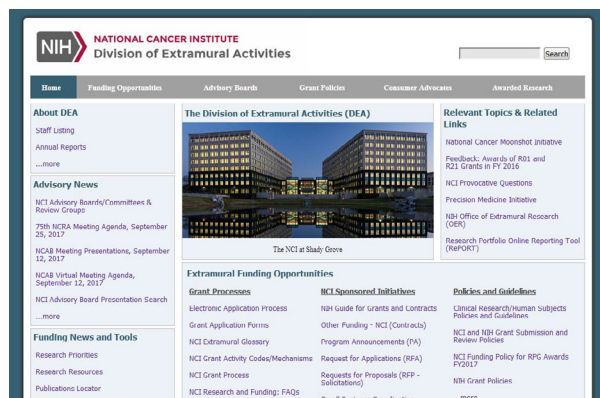 NIH
NATIONAL CANCER INSTITUTE
Division of Extramural Activities
Search
Home
Funding Opportunities
Advisory Boards
Grant Policies
Consumer Advocates
Awarded Research
About DEA
Staff Listing
Annual Reports
...more
Advisory News
NCI Advisory Boards/Committees &
Review Groups
75th NCRA Meeting Agenda, September
25, 2017
NCAB Meeting Presentations, September
12, 2017
NCAB Virtual Meeting Agenda,
September 12, 2017
NCI Advisory Board Presentation Search
...more
Funding News and Tools
Research Priorities
Research Resources
Publications Locator
The Division of Extramural Activities (DEA)
The NCI at Shady Grove
Relevant Topics & Related
Links
National Cancer Moonshot Initiative
Feedback: Awards of R01 and
R21 Grants in FY 2016
NCI Provocative Questions
Precision Medicine Initiative
NIH Office of Extramural Research
(OER)
Research Portfolio Online Reporting Tool
(RePORT)
Extramural Funding Opportunities
Grant Processes
Electronic Application Process
Grant Application Forms
NCI Extramural Glossary
NCI Grant Activity Codes/Mechanisms
NCI Grant Process
NCI Research and Funding: FAQs
NCI Sponsored Initiatives
NIH Guide for Grants and Contracts
Other Funding - NCI (Contracts)
Program Announcements (PA)
Request for Applications (RFA)
Requests for Proposals (RFP -
Solicitations)
Policies and Guidelines
Clinical Research/Human Subjects
Policies and Guidelines
NCI and NIH Grant Submission and
Review Policies
NCI Funding Policy for RPG Awards
FY2017
NIH Grant Policies